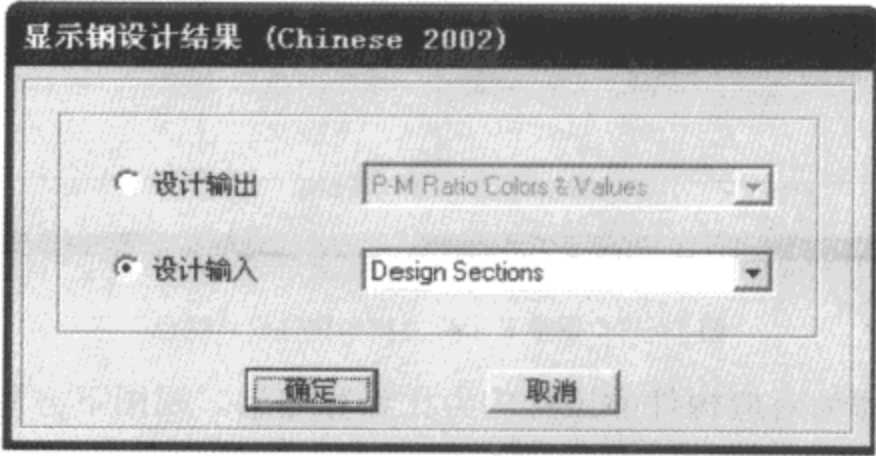 显示钢设计结果 (Chinese 2002)
设计输出 P-M Ratio Colors & Values
设计输入 Design Sections
确定 取消